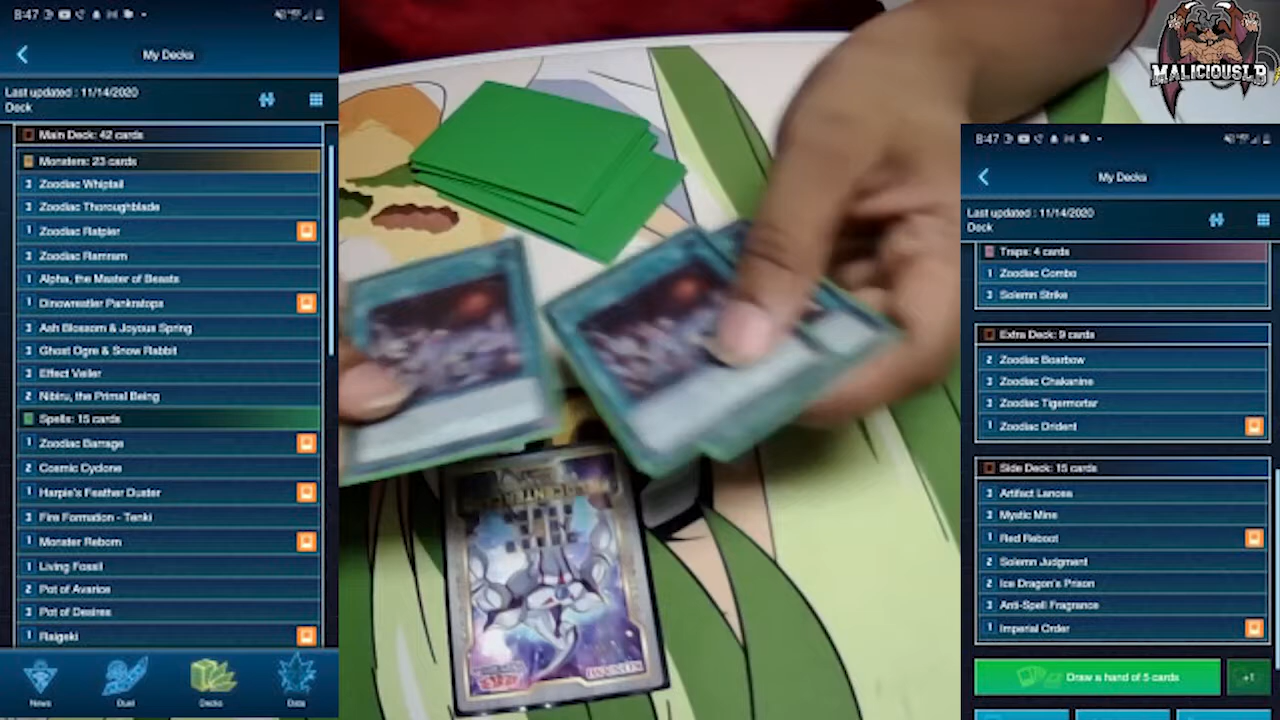 8:47
My Decks
Last updated : 11/14/2020
Deck
Main Deck: 42 cards
Monsters: 23 cards
3 Zoodiac Whiptail
3 Zoodiac Thoroughblade
1 Zoodiac Ratpier
3 Zoodiac Ramram
1 Alpha, the Master of Beasts
1 Dinowrestler Pankratops
3 Ash Blossom & Joyous Spring
3 Ghost Ogre & Snow Rabbit
3 Effect Veiler
2 Nibiru, the Primal Being
Spells: 15 cards
1 Zoodiac Barrage
2 Cosmic Cyclone
1 Harpie's Feather Duster
3 Fire Formation - Tenki
1 Monster Reborn
1 Living Fossil
2 Pot of Avarice
3 Pot of Desires
1 Raigeki
News
Duel
Decks
Data
MALICIOUSLB
8:47
My Decks
Last updated : 11/14/2020
Deck
Traps: 4 cards
1 Zoodiac Combo
3 Solemn Strike
Extra Deck: 9 cards
2 Zoodiac Boarbow
3 Zoodiac Chakanine
3 Zoodiac Tigermortar
1 Zoodiac Drident
Side Deck: 15 cards
3 Artifact Lancea
3 Mystic Mine
1 Red Reboot
2 Solemn Judgment
2 Ice Dragon's Prison
3 Anti-Spell Fragrance
1 Imperial Order
Draw a hand of 5 cards
+1